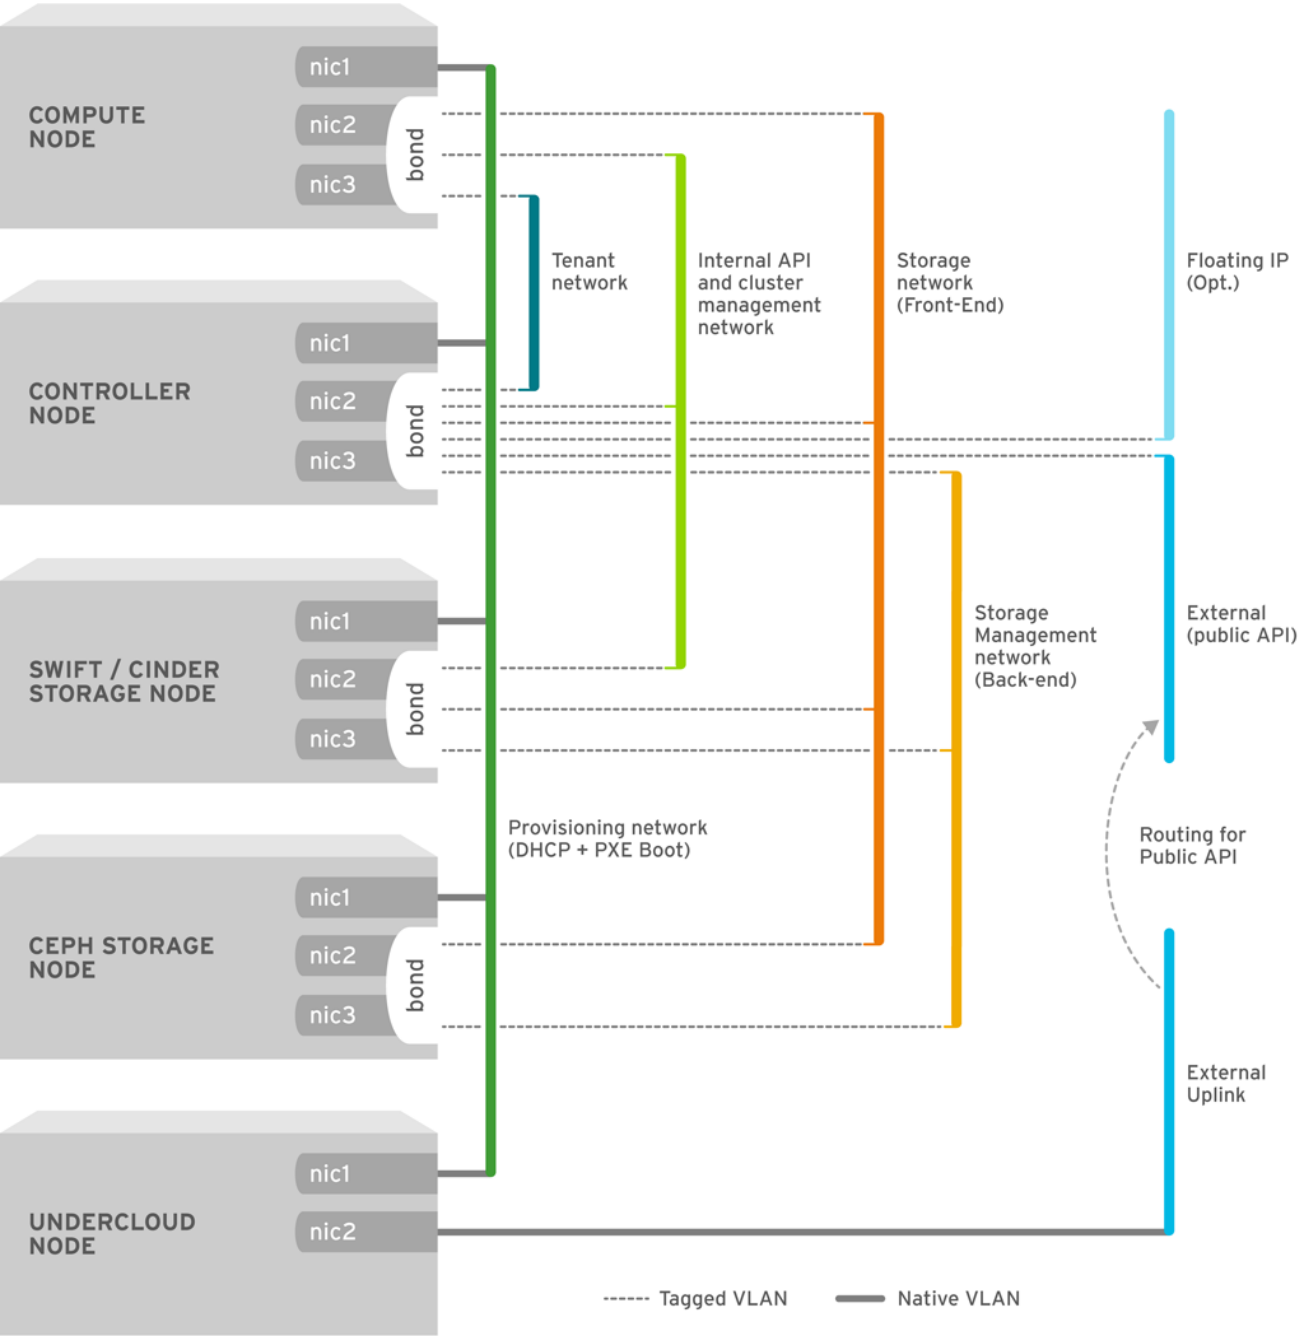 COMPUTE
NODE
nic1
nic2
nic3
bond
Tenant
network
Internal API
and cluster
management
network
Storage
network
(Front-End)
Floating IP
(Opt.)
CONTROLLER
NODE
nic1
nic2
nic3
bond
SWIFT / CINDER
STORAGE NODE
nic1
nic2
nic3
bond
Storage
Management
network
(Back-end)
External
(public API)
Provisioning network
(DHCP + PXE Boot)
Routing for
Public API
CEPH STORAGE
NODE
nic1
nic2
nic3
bond
External
Uplink
UNDERCLOUD
NODE
nic1
nic2
Tagged VLAN
Native VLAN